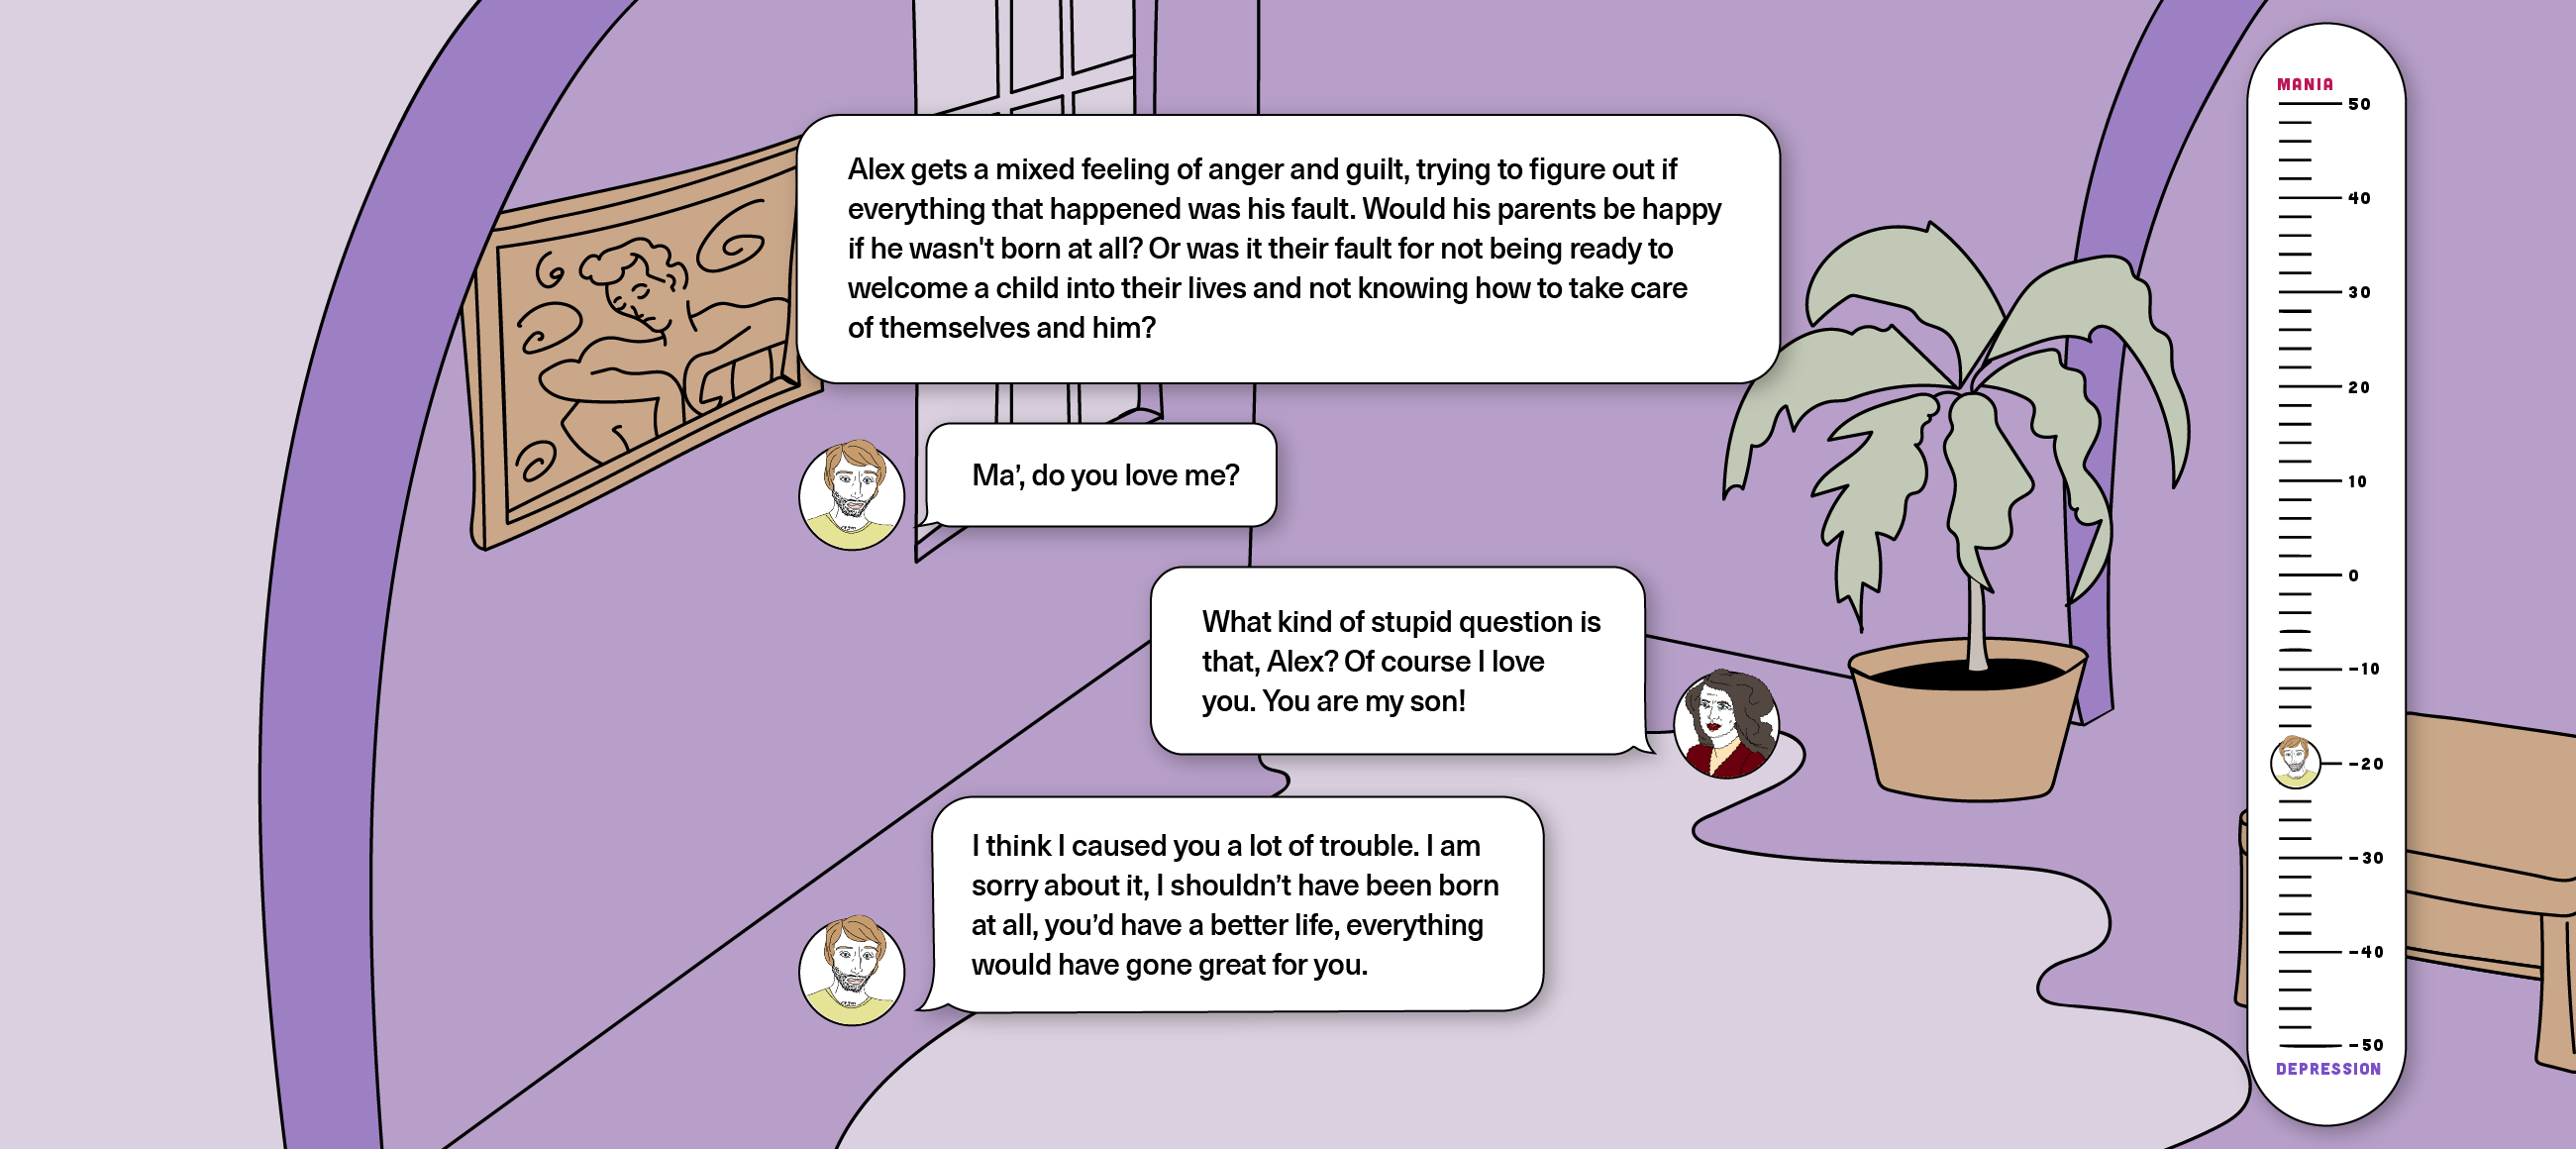 Alex gets a mixed feeling of anger and guilt, trying to figure out if
everything that happened was his fault. Would his parents be happy
if he wasn't born at all? Or was it their fault for not being ready to
welcome a child into their lives and not knowing how to take care
of themselves and him?
Ma’, do you love me?
What kind of stupid question is
that, Alex? Of course I love
you. You are my son!
I think I caused you a lot of trouble. I am
sorry about it, I shouldn’t have been born
at all, you’d have a better life, everything
would have gone great for you.
MANIA
50
40
30
20
10
0
-10
-20
-30
-40
-50
DEPRESSION